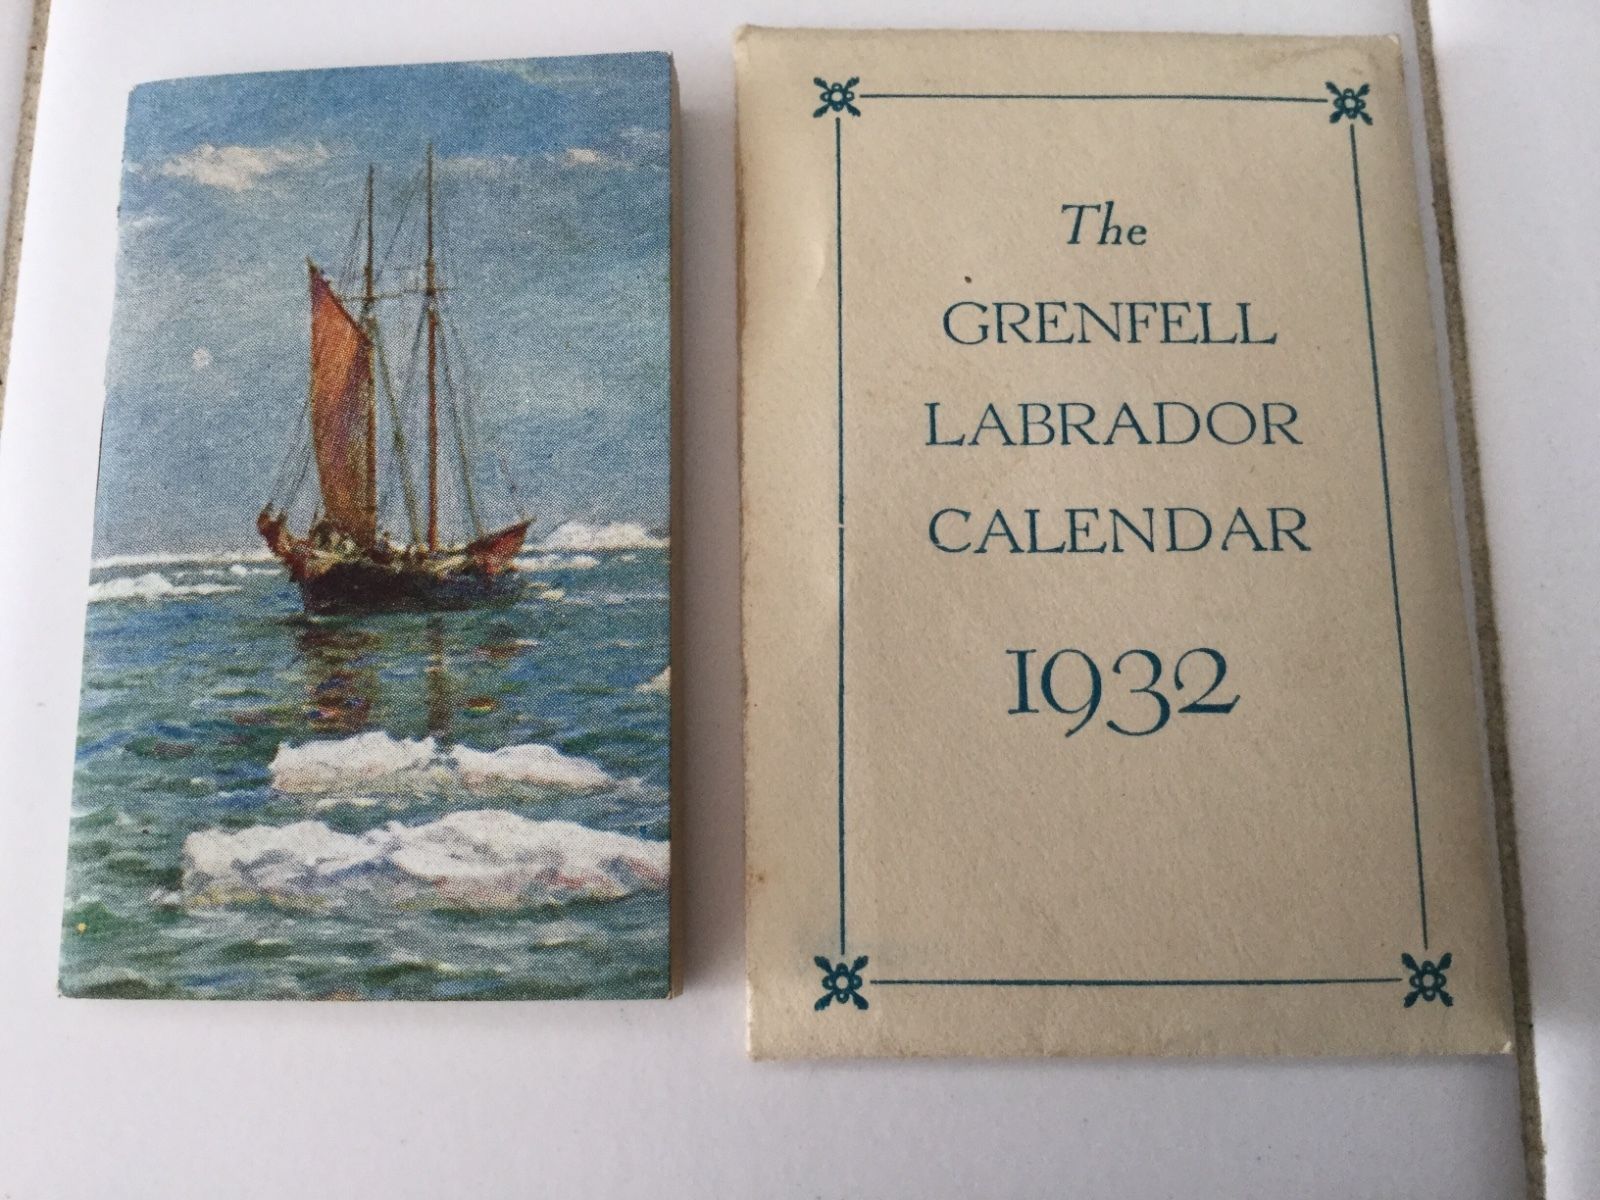 The
GRENFELL
LABRADOR
CALENDAR
1932